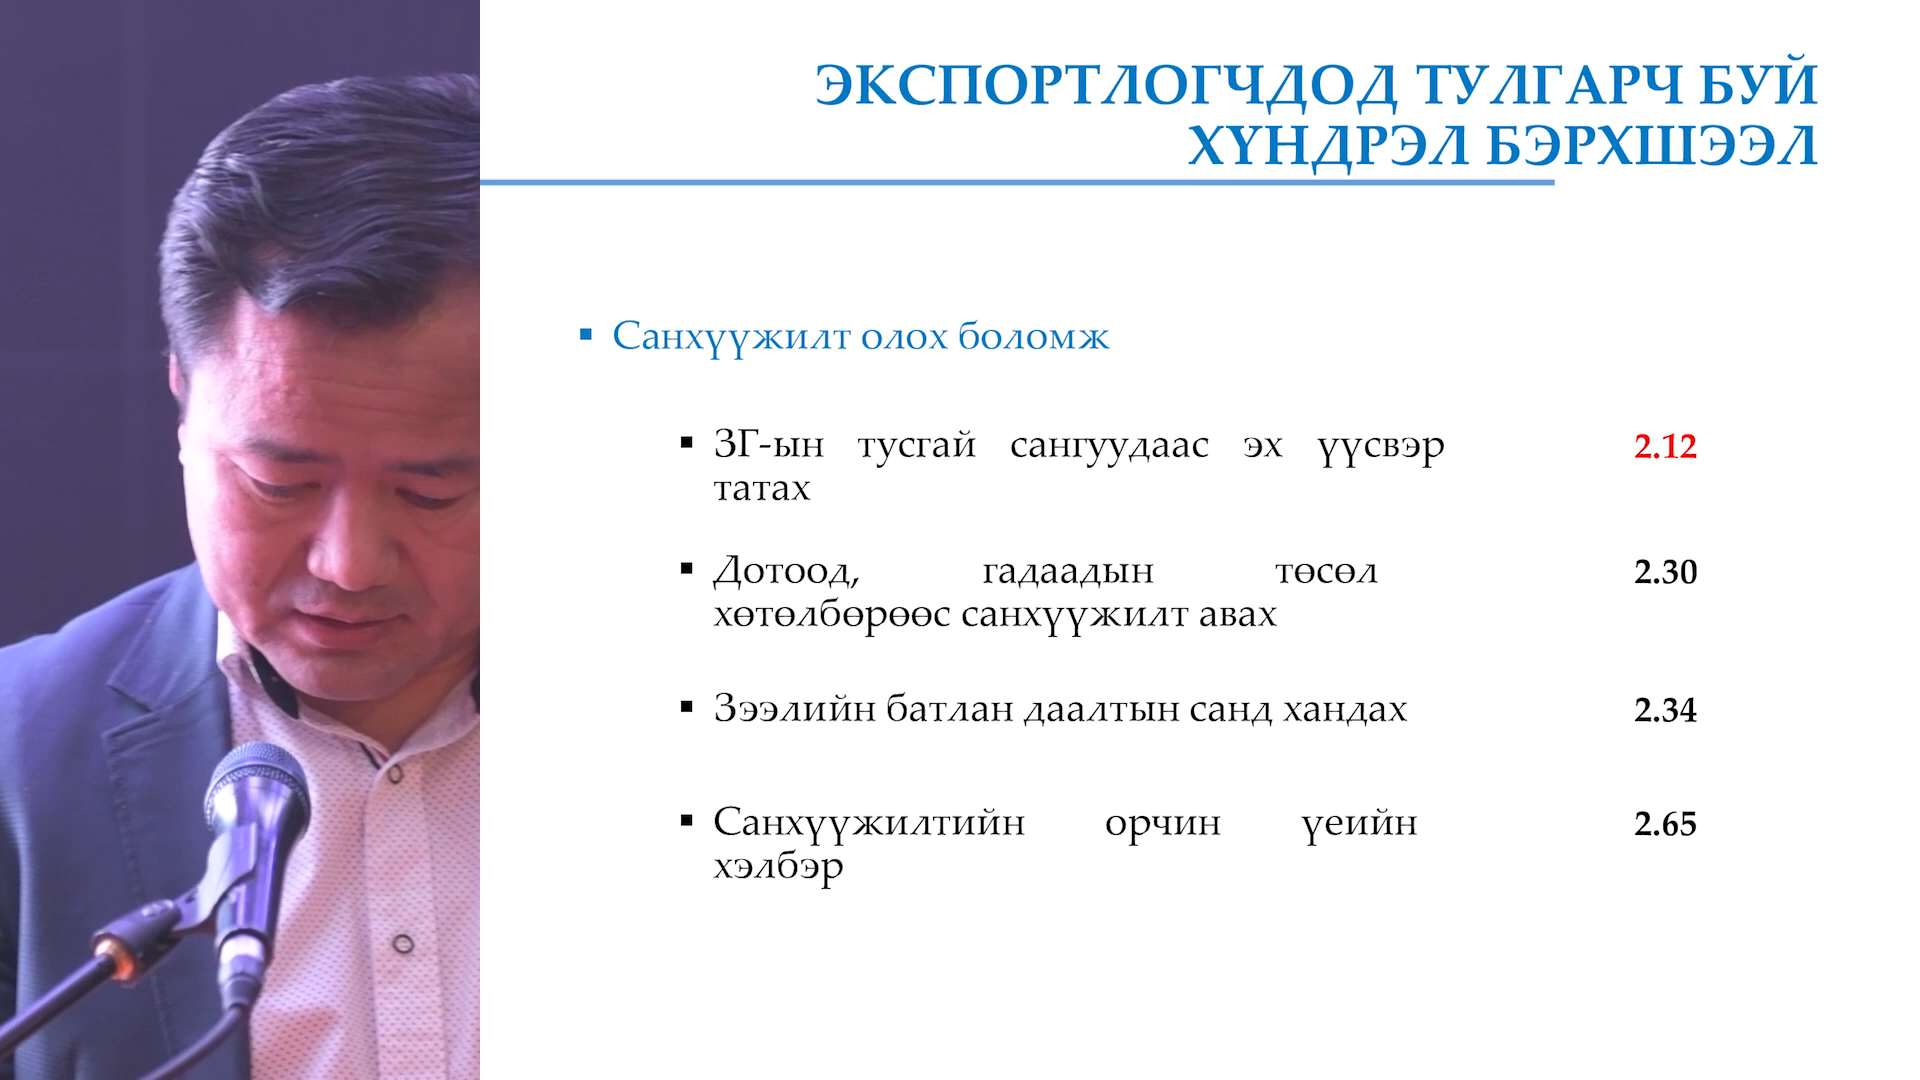 ЭКСПОРТЛОГЧДОД ТУЛГАРЧ БУЙ
ХҮНДРЭЛ БЭРХШЭЭЛ
▪ Санхүүжилт олох боломж
▪ ЗГ-ын тусгай сангуудаас эх үүсвэр 2.12
татах
▪ Дотоод, гадаадын төсөл 2.30
хөтөлбөрөөс санхүүжилт авах
▪ Зээлийн батлан даалтын санд хандах 2.34
▪ Санхүүжилтийн орчин үеийн 2.65
хэлбэр